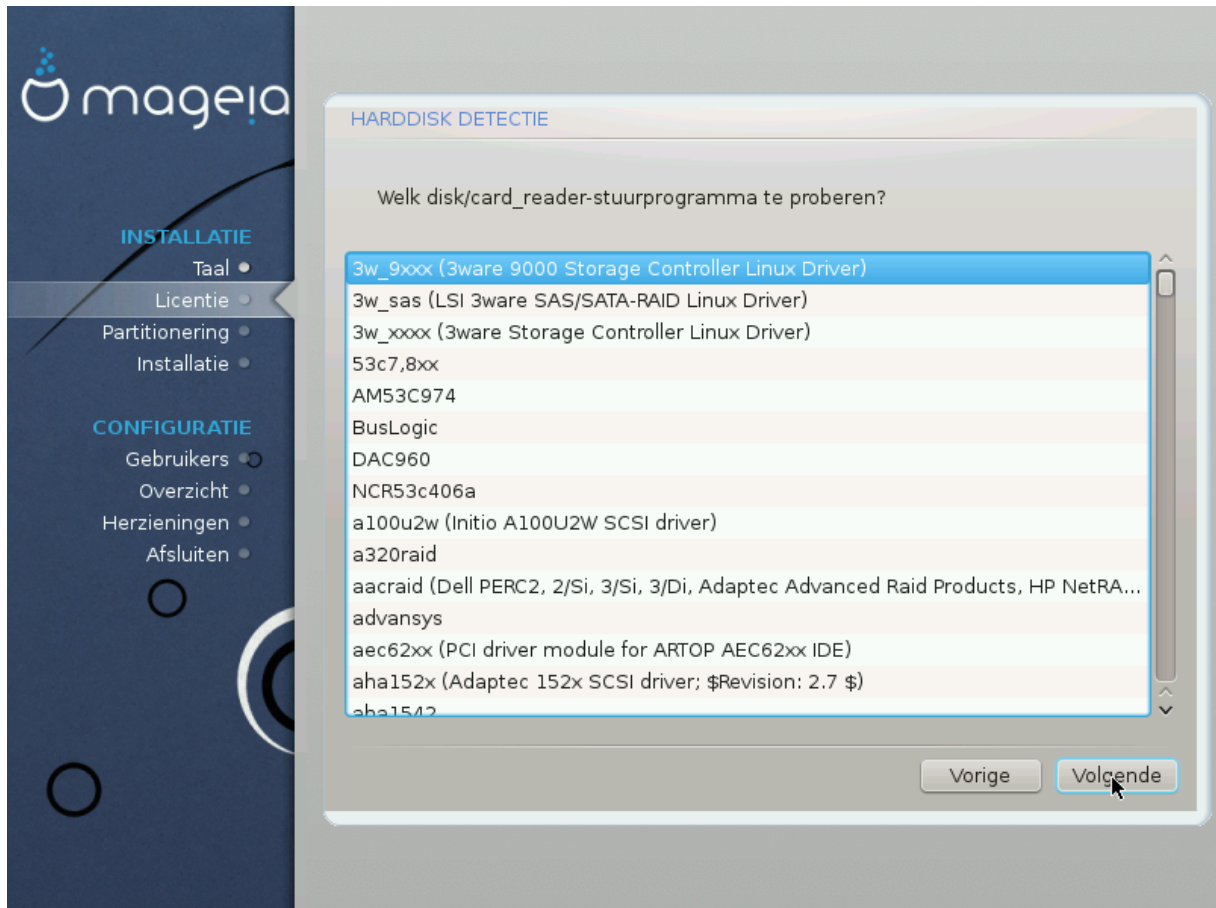 mageia
INSTALLATIE
Taal
Licentie
Partitionering
Installatie
CONFIGURATIE
Gebruikers
Overzicht
Herzieningen
Afsluiten
HARDDISK DETECTIE
Welk disk/card_reader-stuurprogramma te proberen?
3w_9xxx (3ware 9000 Storage Controller Linux Driver)
3w_sas (LSI 3ware SAS/SATA-RAID Linux Driver)
3w_xxxx (3ware Storage Controller Linux Driver)
53c7,8xx
AM53C974
BusLogic
DAC960
NCR53c406a
a100u2w (Initio A100U2W SCSI driver)
a320raid
aacraid (Dell PERC2, 2/Si, 3/Si, 3/Di, Adaptec Advanced Raid Products, HP NetRA...
advansys
aec62xx (PCI driver module for ARTOP AEC62xx IDE)
aha152x (Adaptec 152x SCSI driver; $Revision: 2.7 $)
aha1542
Vorige
Volgende